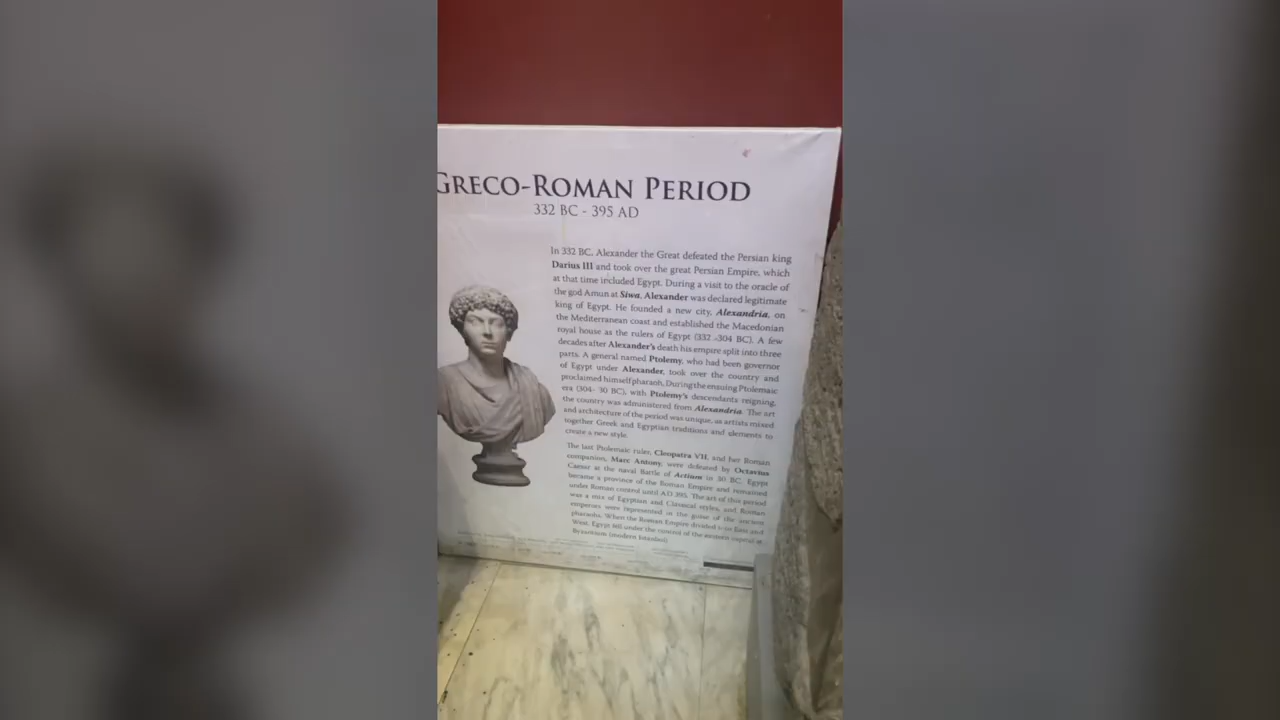 GRECO-ROMAN PERIOD
332 BC - 395 AD
In 332 BC, Alexander the Great defeated the Persian king
Darius III and took over the great Persian Empire, which
at that time included Egypt. During a visit to the oracle of
the god Amun at Siwa, Alexander was declared legitimate
king of Egypt. He founded a new city, Alexandria, on
the Mediterranean coast and established the Macedonian
royal house as the rulers of Egypt (332 -304 BC). A few
decades after Alexander's death his empire split into three
parts. A general named Ptolemy, who had been governor
of Egypt under Alexander, took over the country and
proclaimed himself pharaoh. During the ensuing Ptolemaic
era (304- 30 BC), with Ptolemy's descendants reigning,
the country was administered from Alexandria. The art
and architecture of the period was unique, as artists mixed
together Greek and Egyptian traditions and elements to
create a new style.
The last Ptolemaic ruler, Cleopatra VII, and her Roman
companion, Marc Antony, were defeated by Octavius
Caesar at the naval Battle of Actium in 30 BC. Egypt
became a province of the Roman Empire and remained
under Roman control until AD 395. The art of this period
was a mix of Egyptian and Classical styles, and Roman
emperors were represented in the guise of the ancient
pharaohs. When the Roman Empire divided into East and
West, Egypt fell under the control of the eastern capital at
Byzantium (modern Istanbul)